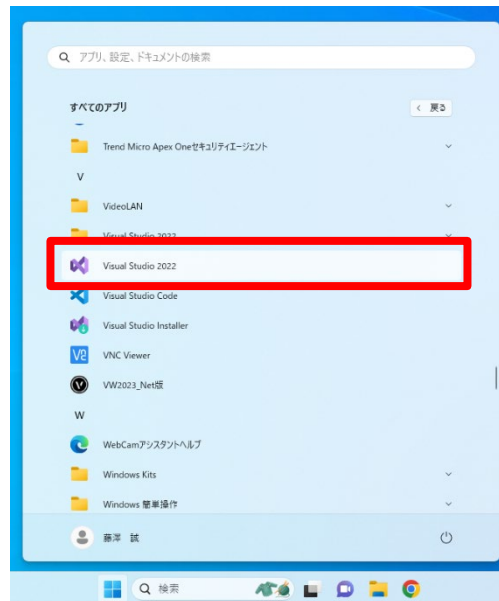 アプリ、設定、ドキュメントの検索
すべてのアプリ
戻る
Trend Micro Apex Oneセキュリティエージェント
V
VideoLAN
Visual Studio 2022
Visual Studio 2022
Visual Studio Code
Visual Studio Installer
VNC Viewer
VW2023_Net版
W
WebCamアシスタントヘルプ
Windows Kits
Windows 簡単操作
藤澤 誠
検索